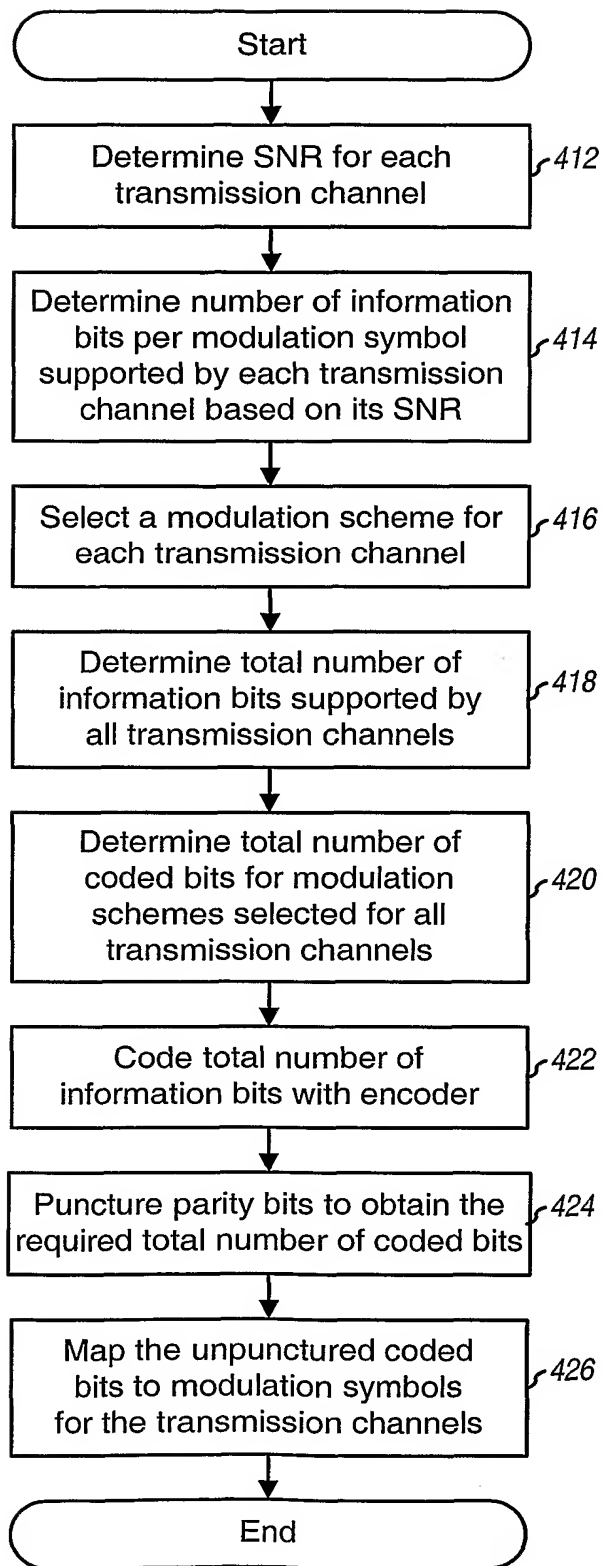 Start
Determine SNR for each
transmission channel
412
Determine number of information
bits per modulation symbol
supported by each transmission
channel based on its SNR
414
Select a modulation scheme for
each transmission channel
416
Determine total number of
information bits supported by
all transmission channels
418
Determine total number of
coded bits for modulation
schemes selected for all
transmission channels
420
Code total number of
information bits with encoder
422
Puncture parity bits to obtain the
required total number of coded bits
424
Map the unpunctured coded
bits to modulation symbols
for the transmission channels
426
End